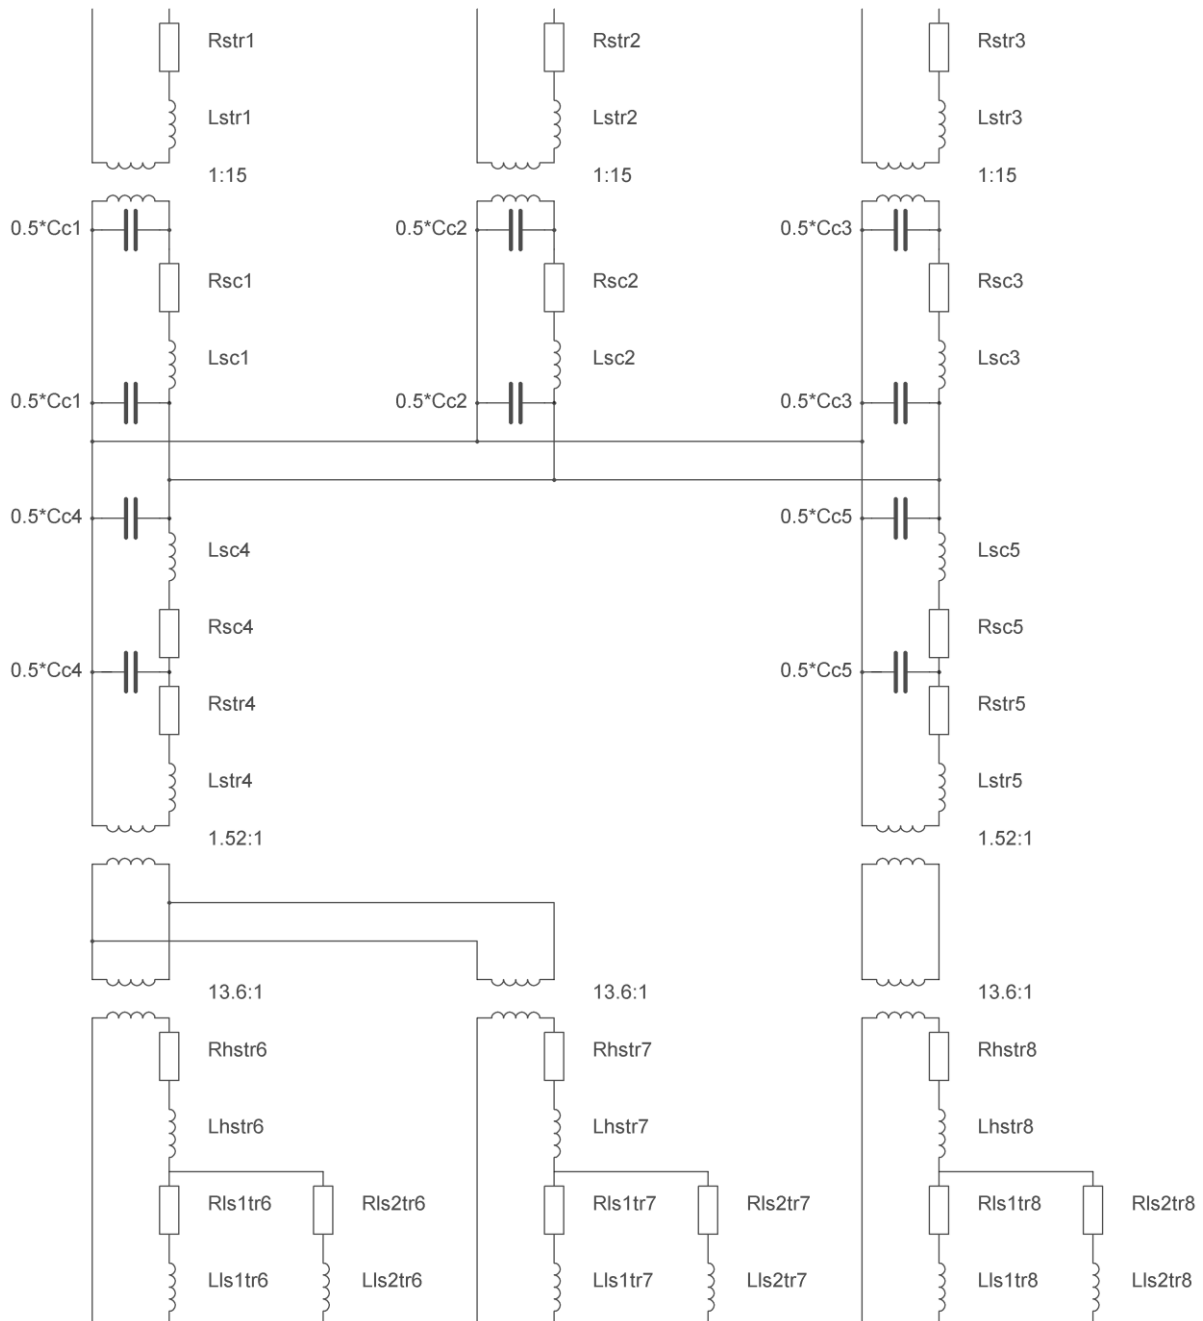 Rstr1 Rstr2 Rstr3
Lstr1 Lstr2 Lstr3
1:15 1:15 1:15
0.5*Cc1 0.5*Cc2 0.5*Cc3
Rsc1 Rsc2 Rsc3
Lsc1 Lsc2 Lsc3
0.5*Cc1 0.5*Cc2 0.5*Cc3
0.5*Cc4 0.5*Cc5
Lsc4 Lsc5
Rsc4 Rsc5
0.5*Cc4 0.5*Cc5
Rstr4 Rstr5
Lstr4 Lstr5
1.52:1 1.52:1
13.6:1 13.6:1 13.6:1
Rhstr6 Rhstr7 Rhstr8
Lhstr6 Lhstr7 Lhstr8
Rls1tr6 Rls2tr6 Rls1tr7 Rls2tr7 Rls1tr8 Rls2tr8
Lls1tr6 Lls2tr6 Lls1tr7 Lls2tr7 Lls1tr8 Lls2tr8